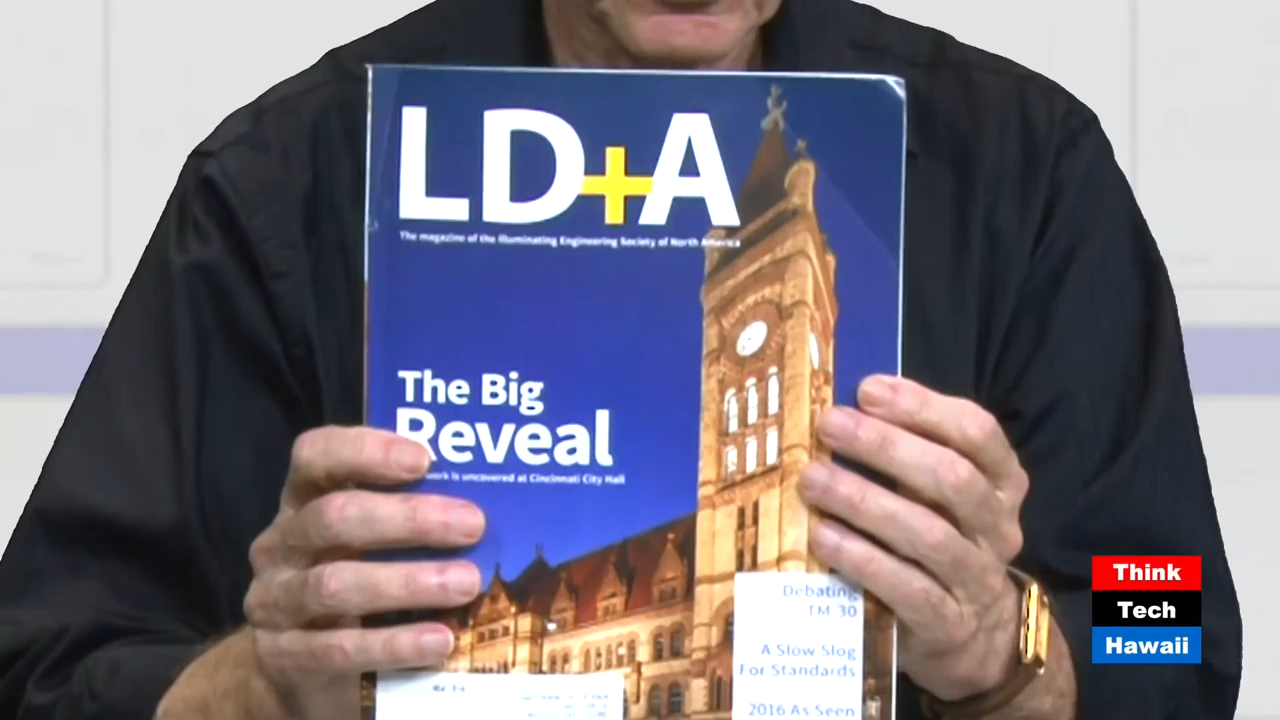 LD+A
The magazine of the Illuminating Engineering Society of North America
The Big
Reveal
work is uncovered at Cincinnati City Hall
Debating
TM 30
A Slow Slog
For Standards
2016 As Seen
Think
Tech
Hawaii